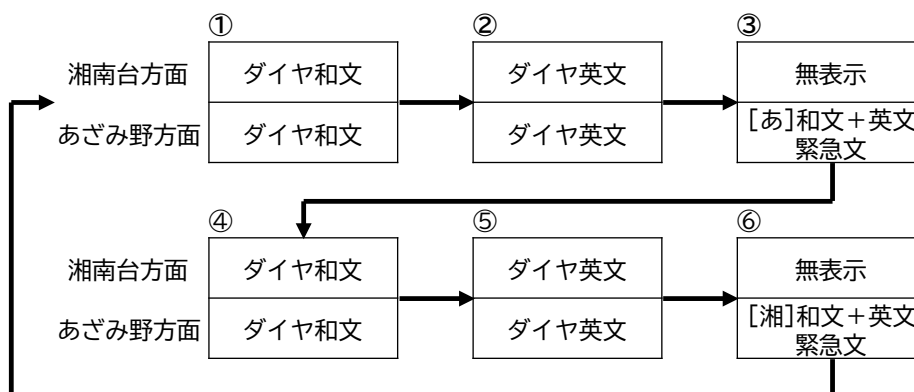 ① ② ③
湘南台方面 ダイヤ和文 ダイヤ英文 無表示
あざみ野方面 ダイヤ和文 ダイヤ英文 [あ]和文+英文
緊急文
④ ⑤ ⑥
湘南台方面 ダイヤ和文 ダイヤ英文 無表示
あざみ野方面 ダイヤ和文 ダイヤ英文 [湘]和文+英文
緊急文